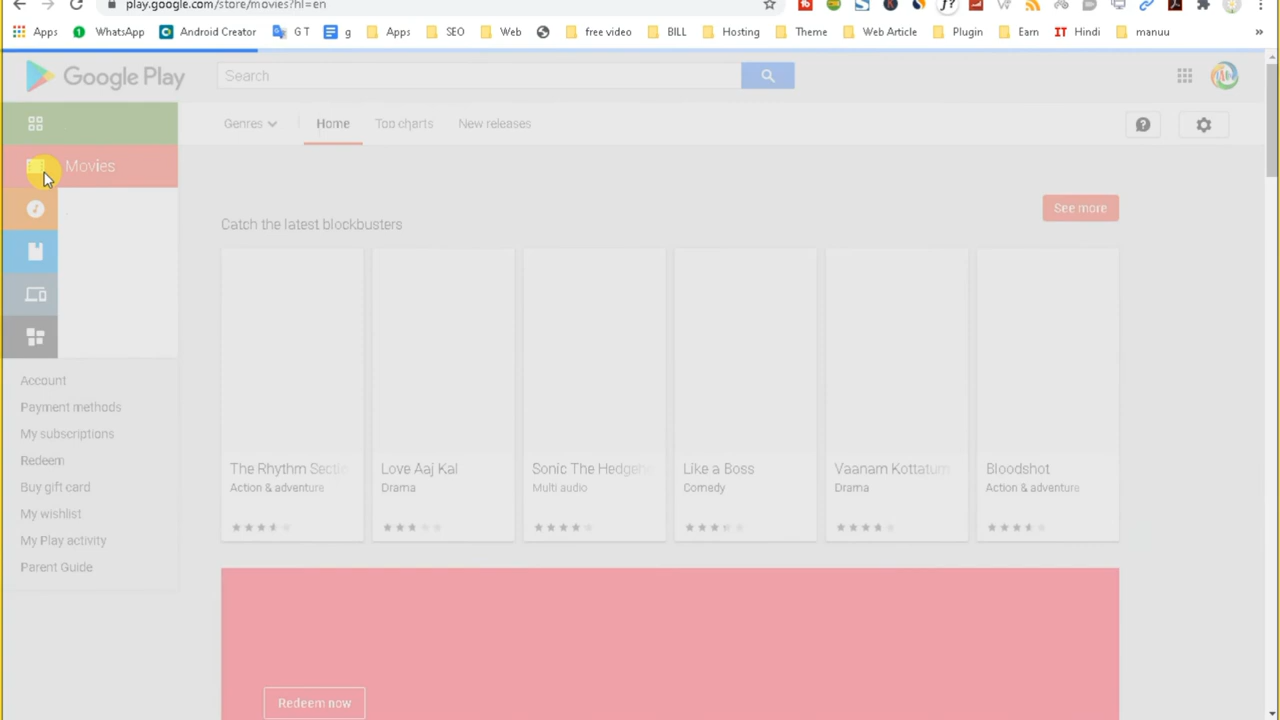 play.google.com/store/movies?hl=en
Apps WhatsApp Android Creator G T g Apps SEO Web free video BILL Hosting Theme Web Article Plugin Earn IT Hindi manuu »
Google Play
Search
Genres Home Top charts New releases
Movies
See more
Catch the latest blockbusters
The Rhythm Sectio Love Aaj Kal Sonic The Hedgeho Like a Boss Vaanam Kottatum Bloodshot
Action & adventure Drama Multi audio Comedy Drama Action & adventure
Account
Payment methods
My subscriptions
Redeem
Buy gift card
My wishlist
My Play activity
Parent Guide
Redeem now